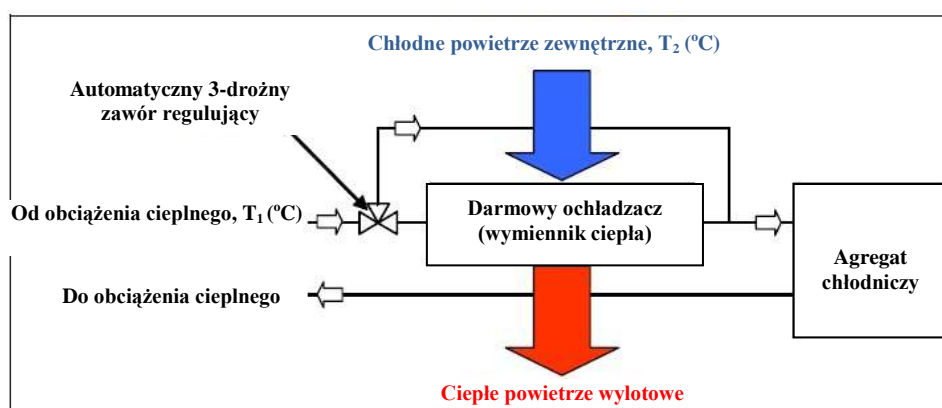 Chłodne powietrze zewnętrzne, T₂ (ºC)
Automatyczny 3-drożny
zawór regulujący
Od obciążenia cieplnego, T₁ (ºC)
Darmowy ochładzacz
(wymiennik ciepła)
Agregat
chłodniczy
Do obciążenia cieplnego
Ciepłe powietrze wylotowe